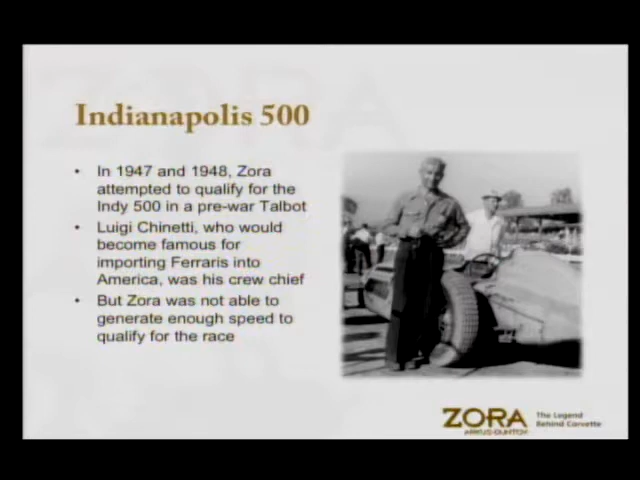 Indianapolis 500
• In 1947 and 1948, Zora
attempted to qualify for the
Indy 500 in a pre-war Talbot
• Luigi Chinetti, who would
become famous for
importing Ferraris into
America, was his crew chief
• But Zora was not able to
generate enough speed to
qualify for the race
ZORA
ARKUS-DUNTOV
The Legend
Behind Corvette